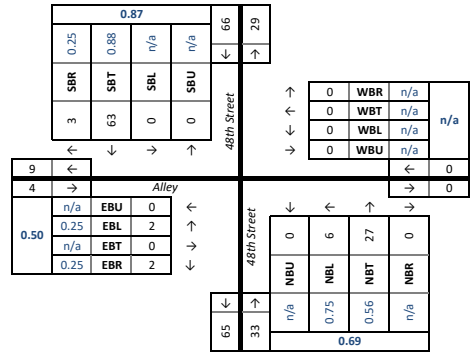 0.87
66 29
0.25 0.88 n/a n/a
↓ ↑
SBR SBT SBL SBU
48th Street
3 63 0 0
← ↓ → ↑
↑ 0 WBR n/a
← 0 WBT n/a
↓ 0 WBL n/a
→ 0 WBU n/a
n/a
9 ←
← 0
4 → Alley
→ 0
0.50
n/a EBU 0 ←
0.25 EBL 2 ↑
n/a EBT 0 →
0.25 EBR 2 ↓
48th Street
↓ ← ↑ →
0 6 27 0
NBU NBL NBT NBR
n/a 0.75 0.56 n/a
↓ ↑
65 33
0.69